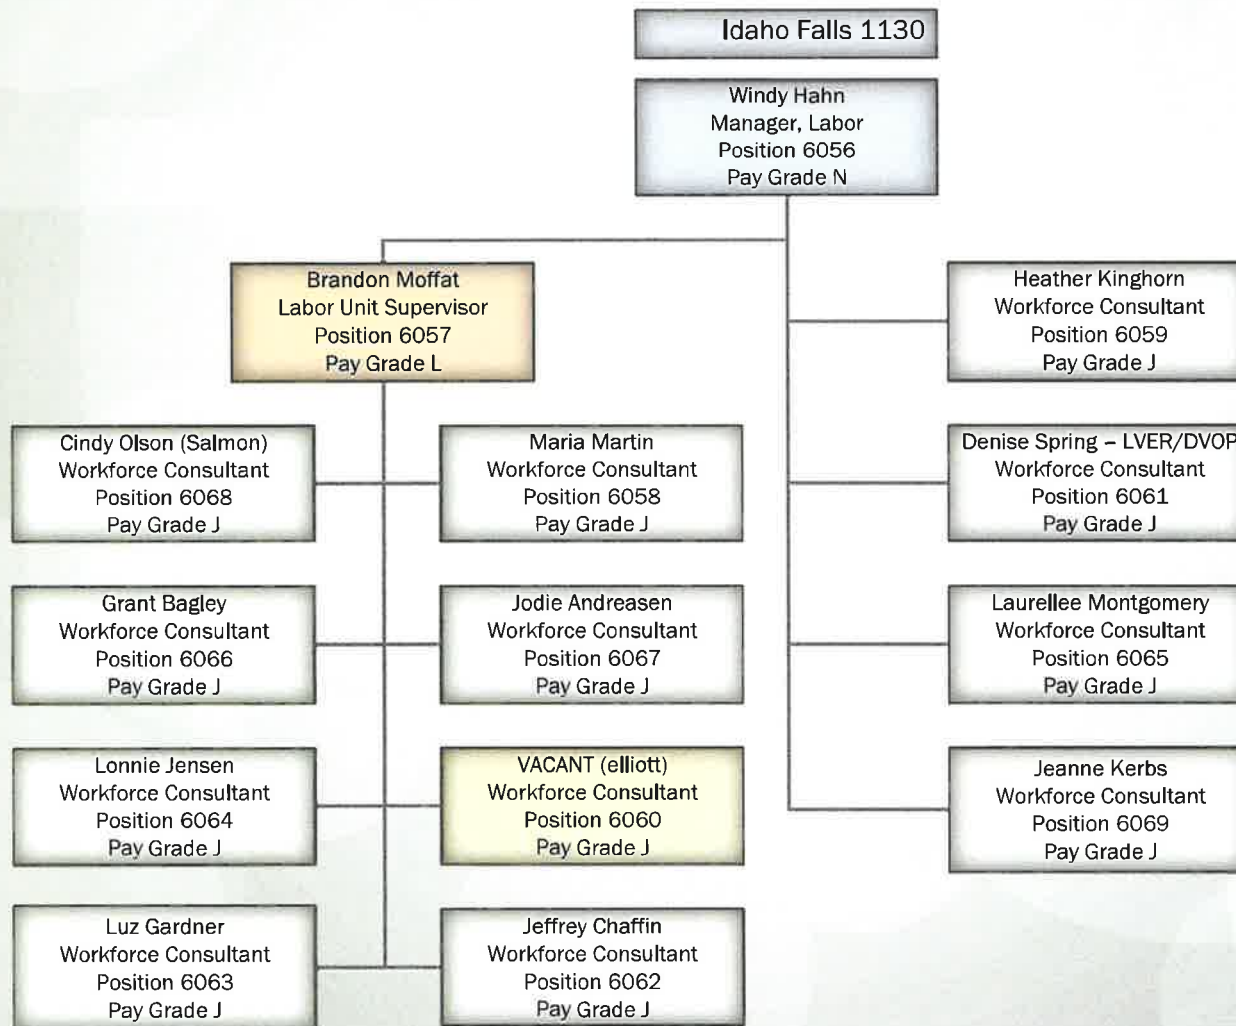 Idaho Falls 1130
Windy Hahn
Manager, Labor
Position 6056
Pay Grade N
Brandon Moffat
Labor Unit Supervisor
Position 6057
Pay Grade L
Heather Kinghorn
Workforce Consultant
Position 6059
Pay Grade J
Cindy Olson (Salmon)
Workforce Consultant
Position 6068
Pay Grade J
Maria Martin
Workforce Consultant
Position 6058
Pay Grade J
Denise Spring – LVER/DVOP
Workforce Consultant
Position 6061
Pay Grade J
Grant Bagley
Workforce Consultant
Position 6066
Pay Grade J
Jodie Andreasen
Workforce Consultant
Position 6067
Pay Grade J
Laurellee Montgomery
Workforce Consultant
Position 6065
Pay Grade J
Lonnie Jensen
Workforce Consultant
Position 6064
Pay Grade J
VACANT (elliott)
Workforce Consultant
Position 6060
Pay Grade J
Jeanne Kerbs
Workforce Consultant
Position 6069
Pay Grade J
Luz Gardner
Workforce Consultant
Position 6063
Pay Grade J
Jeffrey Chaffin
Workforce Consultant
Position 6062
Pay Grade J